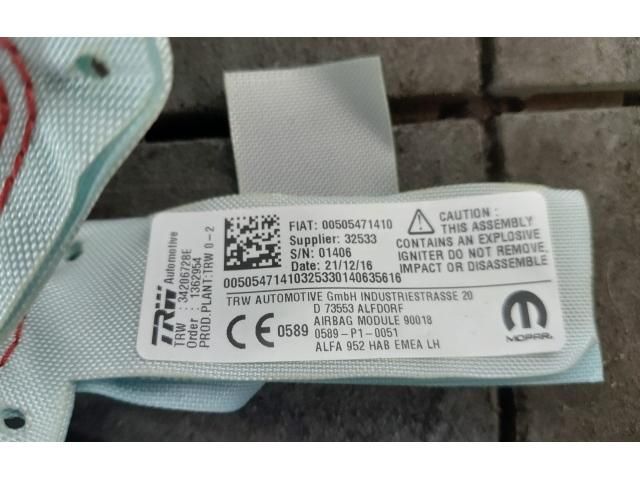 TRW Automotive
TRW : 34206728E
Order : 1362954
PROD.PLANT:TRW 0-2
FIAT: 00505471410
Supplier: 32533
S/N: 01406
Date: 21/12/16
00505471410325330140635616
CAUTION :
THIS ASSEMBLY
CONTAINS AN EXPLOSIVE
IGNITER DO NOT REMOVE,
IMPACT OR DISASSEMBLE
TRW AUTOMOTIVE GmbH INDUSTRIESTRASSE 20
D 73553 ALFDORF
CE 0589
AIRBAG MODULE 90018
0589-P1-0051
ALFA 952 HAB EMEA LH
MOPAR